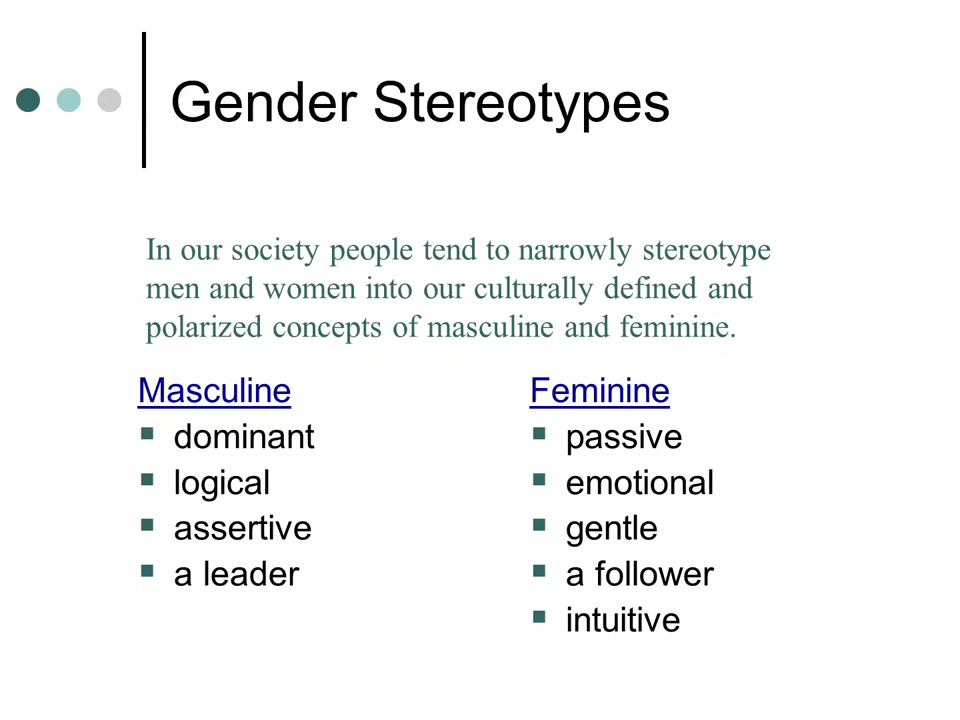 Gender Stereotypes
In our society people tend to narrowly stereotype
men and women into our culturally defined and
polarized concepts of masculine and feminine.
Masculine
dominant
logical
assertive
a leader
Feminine
passive
emotional
gentle
a follower
intuitive